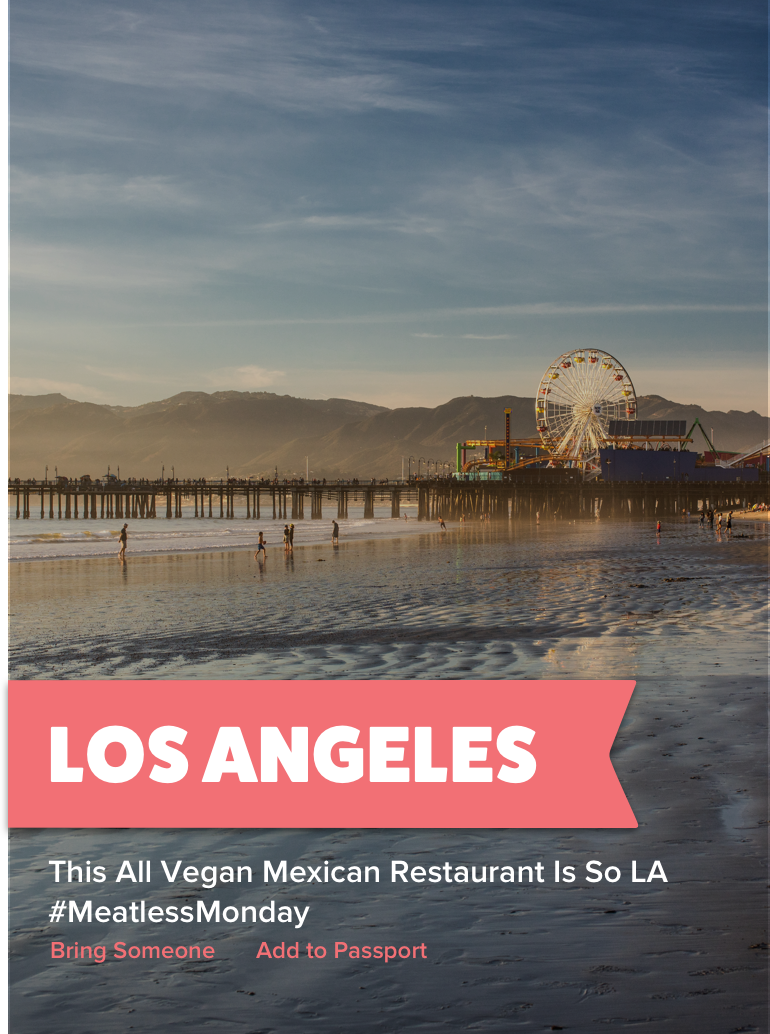 LOS ANGELES
This All Vegan Mexican Restaurant Is So LA
#MeatlessMonday
Bring Someone Add to Passport